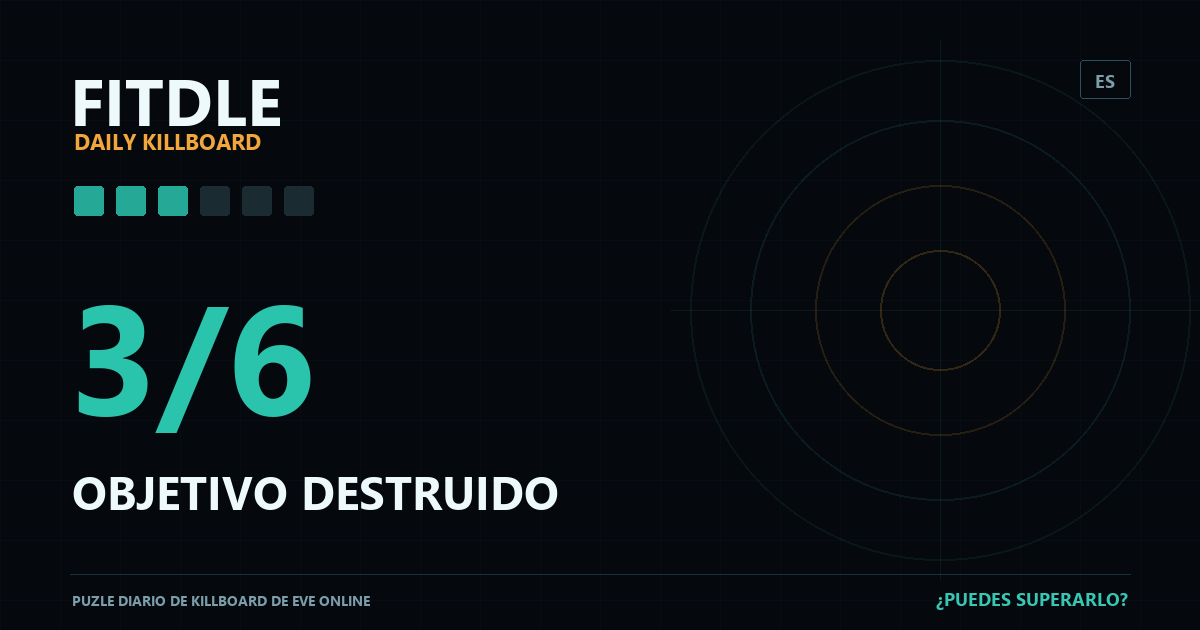 FITDLE
ES
DAILY KILLBOARD
3/6
OBJETIVO DESTRUIDO
PUZLE DIARIO DE KILLBOARD DE EVE ONLINE
¿PUEDES SUPERARLO?